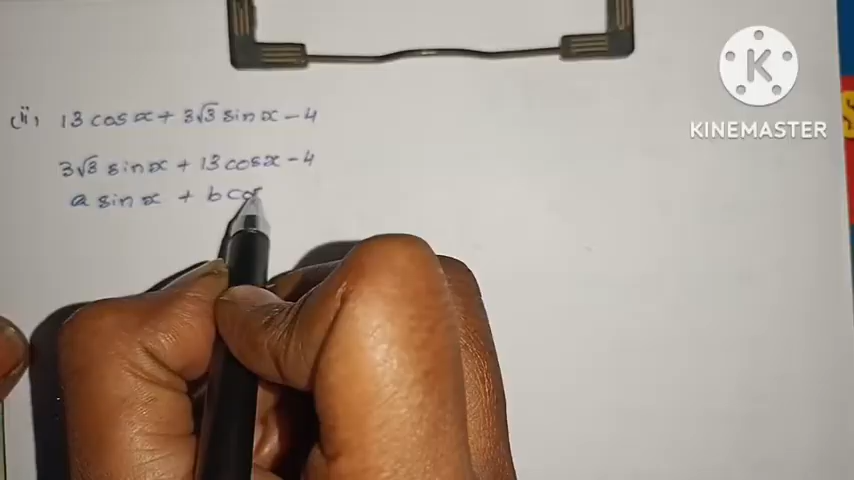 (ii) 13 cos x + 3√3 sin x - 4
3√3 sin x + 13 cos x - 4
a sin x + b cos
KINEMASTER